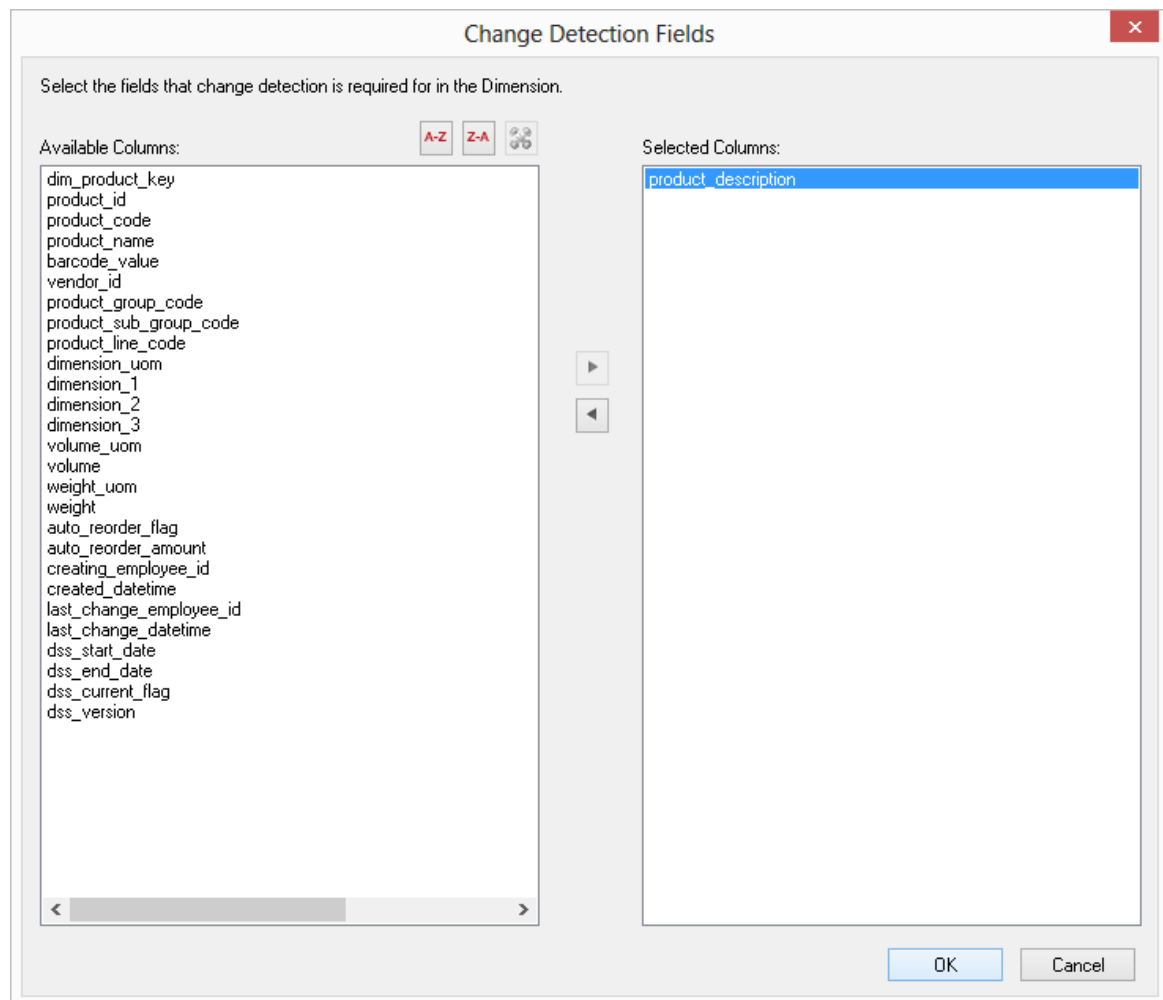 Change Detection Fields
Select the fields that change detection is required for in the Dimension.
Available Columns:
A-Z
Z-A
Selected Columns:
dim_product_key
product_id
product_code
product_name
barcode_value
vendor_id
product_group_code
product_sub_group_code
product_line_code
dimension_uom
dimension_1
dimension_2
dimension_3
volume_uom
volume
weight_uom
weight
auto_reorder_flag
auto_reorder_amount
creating_employee_id
created_datetime
last_change_employee_id
last_change_datetime
dss_start_date
dss_end_date
dss_current_flag
dss_version
product_description
OK
Cancel